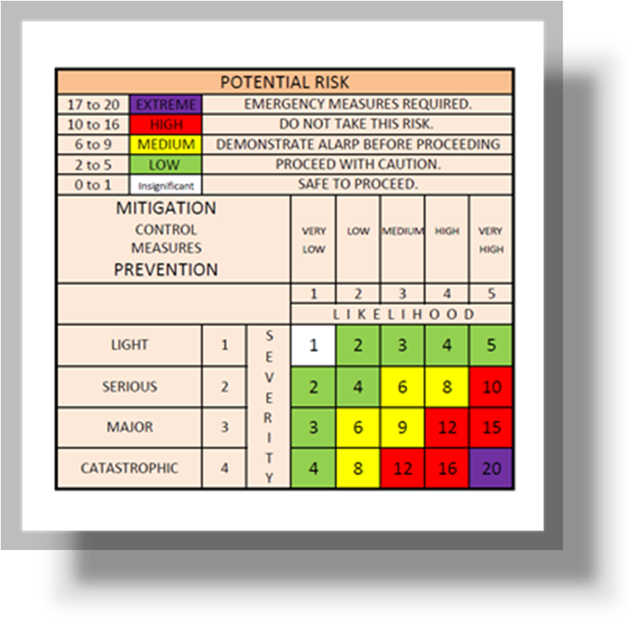 POTENTIAL RISK
17 to 20 EXTREME EMERGENCY MEASURES REQUIRED.
10 to 16 HIGH DO NOT TAKE THIS RISK.
6 to 9 MEDIUM DEMONSTRATE ALARP BEFORE PROCEEDING
2 to 5 LOW PROCEED WITH CAUTION.
0 to 1 Insignificant SAFE TO PROCEED.
MITIGATION
CONTROL
MEASURES
PREVENTION
VERY LOW
LOW
MEDIUM
HIGH
VERY HIGH
1 2 3 4 5
LIKELIHOOD
SEVERITY
LIGHT 1 1 2 3 4 5
SERIOUS 2 2 4 6 8 10
MAJOR 3 3 6 9 12 15
CATASTROPHIC 4 4 8 12 16 20